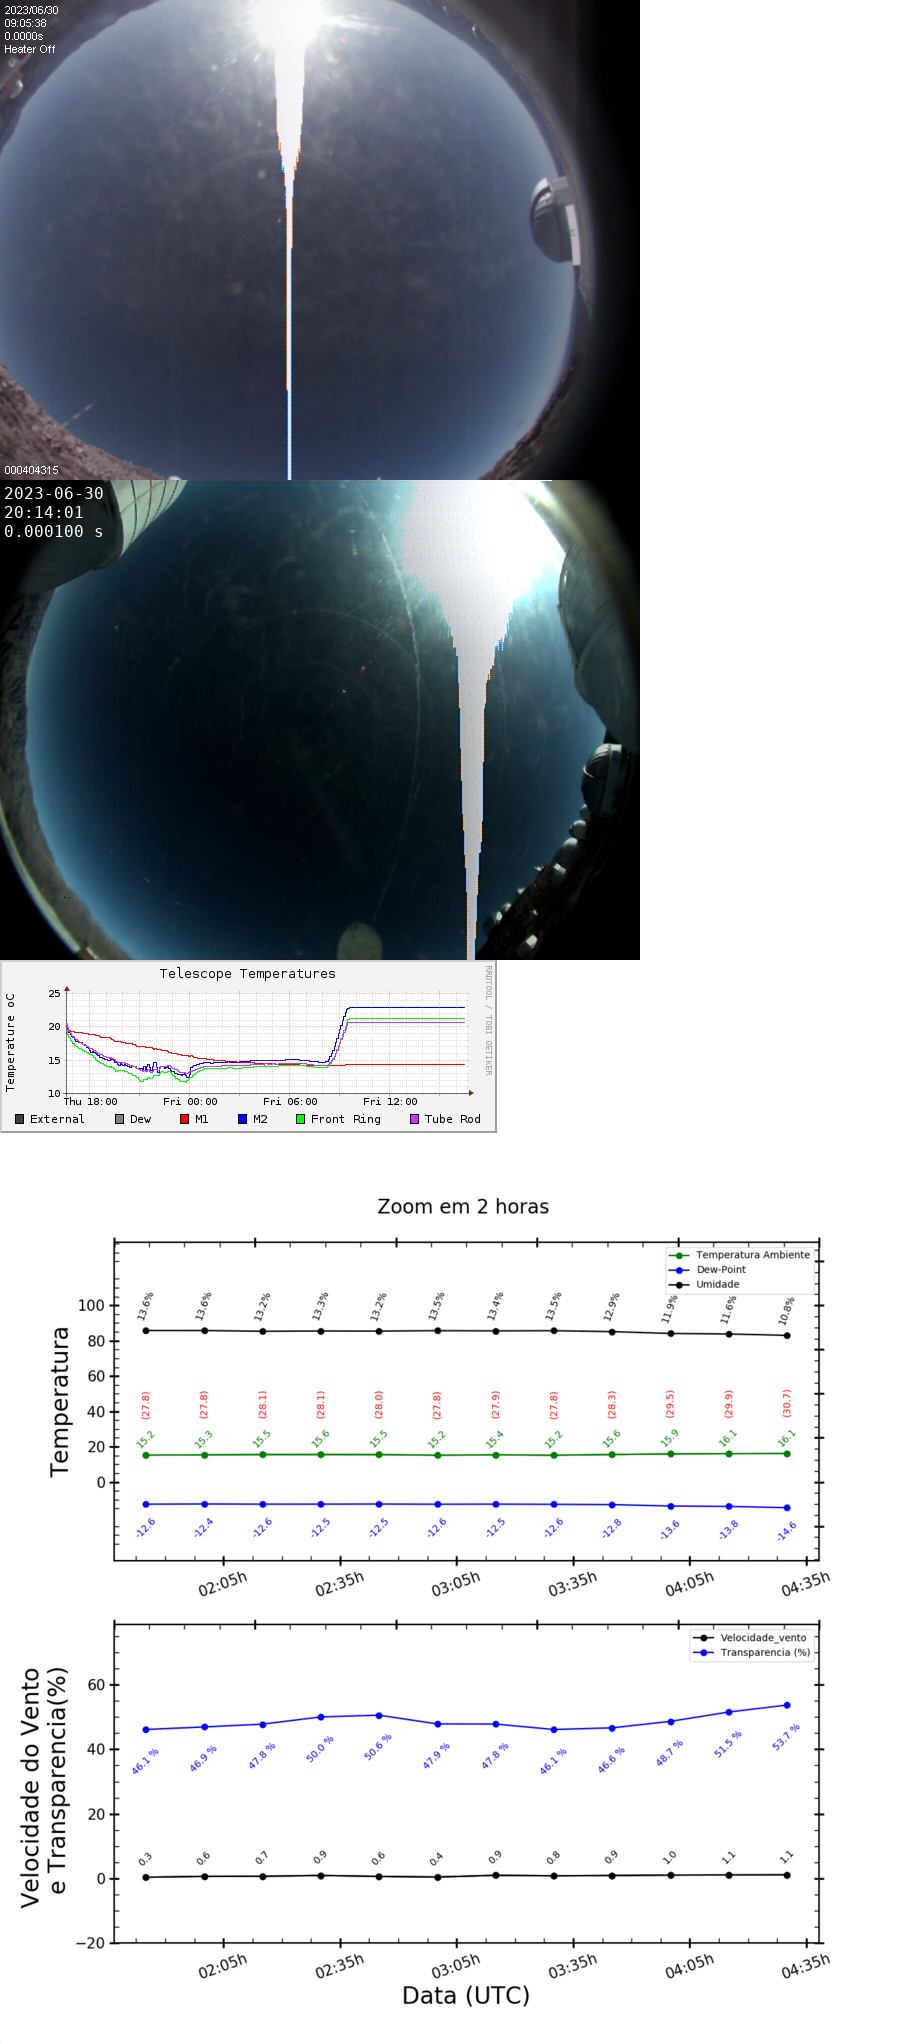 2023/06/30
09:05:38
0.0000s
Heater Off
000404315
2023-06-30
20:14:01
0.000100 s
Telescope Temperatures
RRDTOOL / TOBI OETIKER
Temperature oC
25
20
15
10
Thu 18:00 Fri 00:00 Fri 06:00 Fri 12:00
External Dew M1 M2 Front Ring Tube Rod
Zoom em 2 horas
Temperatura Ambiente
Dew-Point
Umidade
Temperatura
100
80
60
40
20
0
13.6% 13.6% 13.2% 13.3% 13.2% 13.5% 13.4% 13.5% 12.9% 11.9% 11.6% 10.8%
(27.8) (27.8) (28.1) (28.1) (28.0) (27.8) (27.9) (27.8) (28.3) (29.5) (29.9) (30.7)
15.2 15.3 15.5 15.6 15.5 15.2 15.4 15.2 15.6 15.9 16.1 16.1
-12.6 -12.4 -12.6 -12.5 -12.5 -12.6 -12.5 -12.6 -12.8 -13.6 -13.8 -14.6
02:05h 02:35h 03:05h 03:35h 04:05h 04:35h
Velocidade_vento
Transparencia (%)
Velocidade do Vento
e Transparencia(%)
60
40
20
0
−20
46.1 % 46.9 % 47.8 % 50.0 % 50.6 % 47.9 % 47.8 % 46.1 % 46.6 % 48.7 % 51.5 % 53.7 %
0.3 0.6 0.7 0.9 0.6 0.4 0.9 0.8 0.9 1.0 1.1 1.1
02:05h 02:35h 03:05h 03:35h 04:05h 04:35h
Data (UTC)